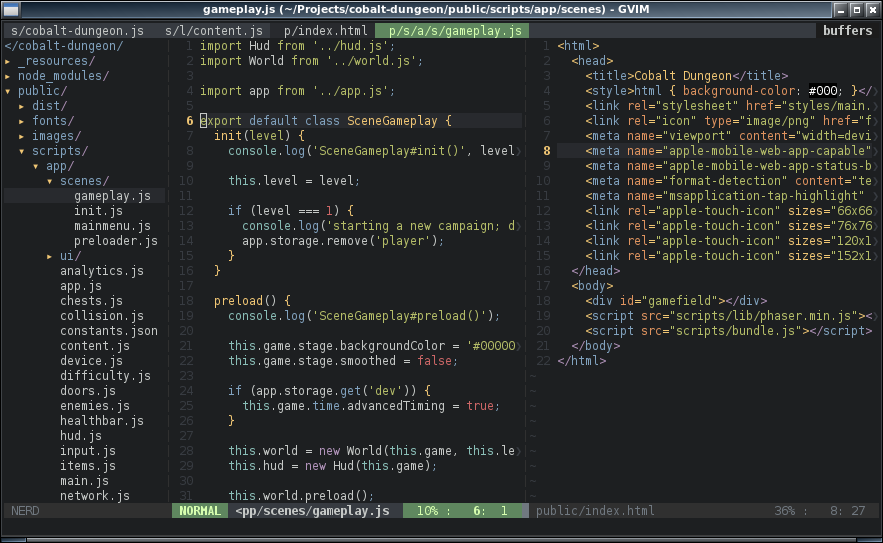 gameplay.js (~/Projects/cobalt-dungeon/public/scripts/app/scenes) - GVIM
s/cobalt-dungeon.js s/l/content.js p/index.html p/s/a/s/gameplay.js buffers
</cobalt-dungeon/
▸ _resources/
▸ node_modules/
▾ public/
▸ dist/
▸ fonts/
▸ images/
▾ scripts/
▾ app/
▾ scenes/
gameplay.js
init.js
mainmenu.js
preloader.js
▸ ui/
analytics.js
app.js
chests.js
collision.js
constants.json
content.js
device.js
difficulty.js
doors.js
enemies.js
healthbar.js
hud.js
input.js
items.js
main.js
network.js
1 import Hud from '../hud.js';
2 import World from '../world.js';
3
4 import app from '../app.js';
5
6 export default class SceneGameplay {
7 init(level) {
8 console.log('SceneGameplay#init()', level›
9
10 this.level = level;
11
12 if (level === 1) {
13 console.log('starting a new campaign; d›
14 app.storage.remove('player');
15 }
16 }
17
18 preload() {
19 console.log('SceneGameplay#preload()');
20
21 this.game.stage.backgroundColor = '#00000›
22 this.game.stage.smoothed = false;
23
24 if (app.storage.get('dev')) {
25 this.game.time.advancedTiming = true;
26 }
27
28 this.world = new World(this.game, this.le›
29 this.hud = new Hud(this.game);
30
31 this.world.preload();
1 <html>
2 <head>
3 <title>Cobalt Dungeon</title>
4 <style>html { background-color: #000; }</›
5 <link rel="stylesheet" href="styles/main.›
6 <link rel="icon" type="image/png" href="f›
7 <meta name="viewport" content="width=devi›
8 <meta name="apple-mobile-web-app-capable"›
9 <meta name="apple-mobile-web-app-status-b›
10 <meta name="format-detection" content="te›
11 <meta name="msapplication-tap-highlight" ›
12 <link rel="apple-touch-icon" sizes="66x66›
13 <link rel="apple-touch-icon" sizes="76x76›
14 <link rel="apple-touch-icon" sizes="120x1›
15 <link rel="apple-touch-icon" sizes="152x1›
16 </head>
17 <body>
18 <div id="gamefield"></div>
19 <script src="scripts/lib/phaser.min.js"><›
20 <script src="scripts/bundle.js"></script>
21 </body>
22 </html>
~
~
~
~
~
~
~
~
~
NERD NORMAL <pp/scenes/gameplay.js 10% : 6: 1 public/index.html 36% : 8: 27